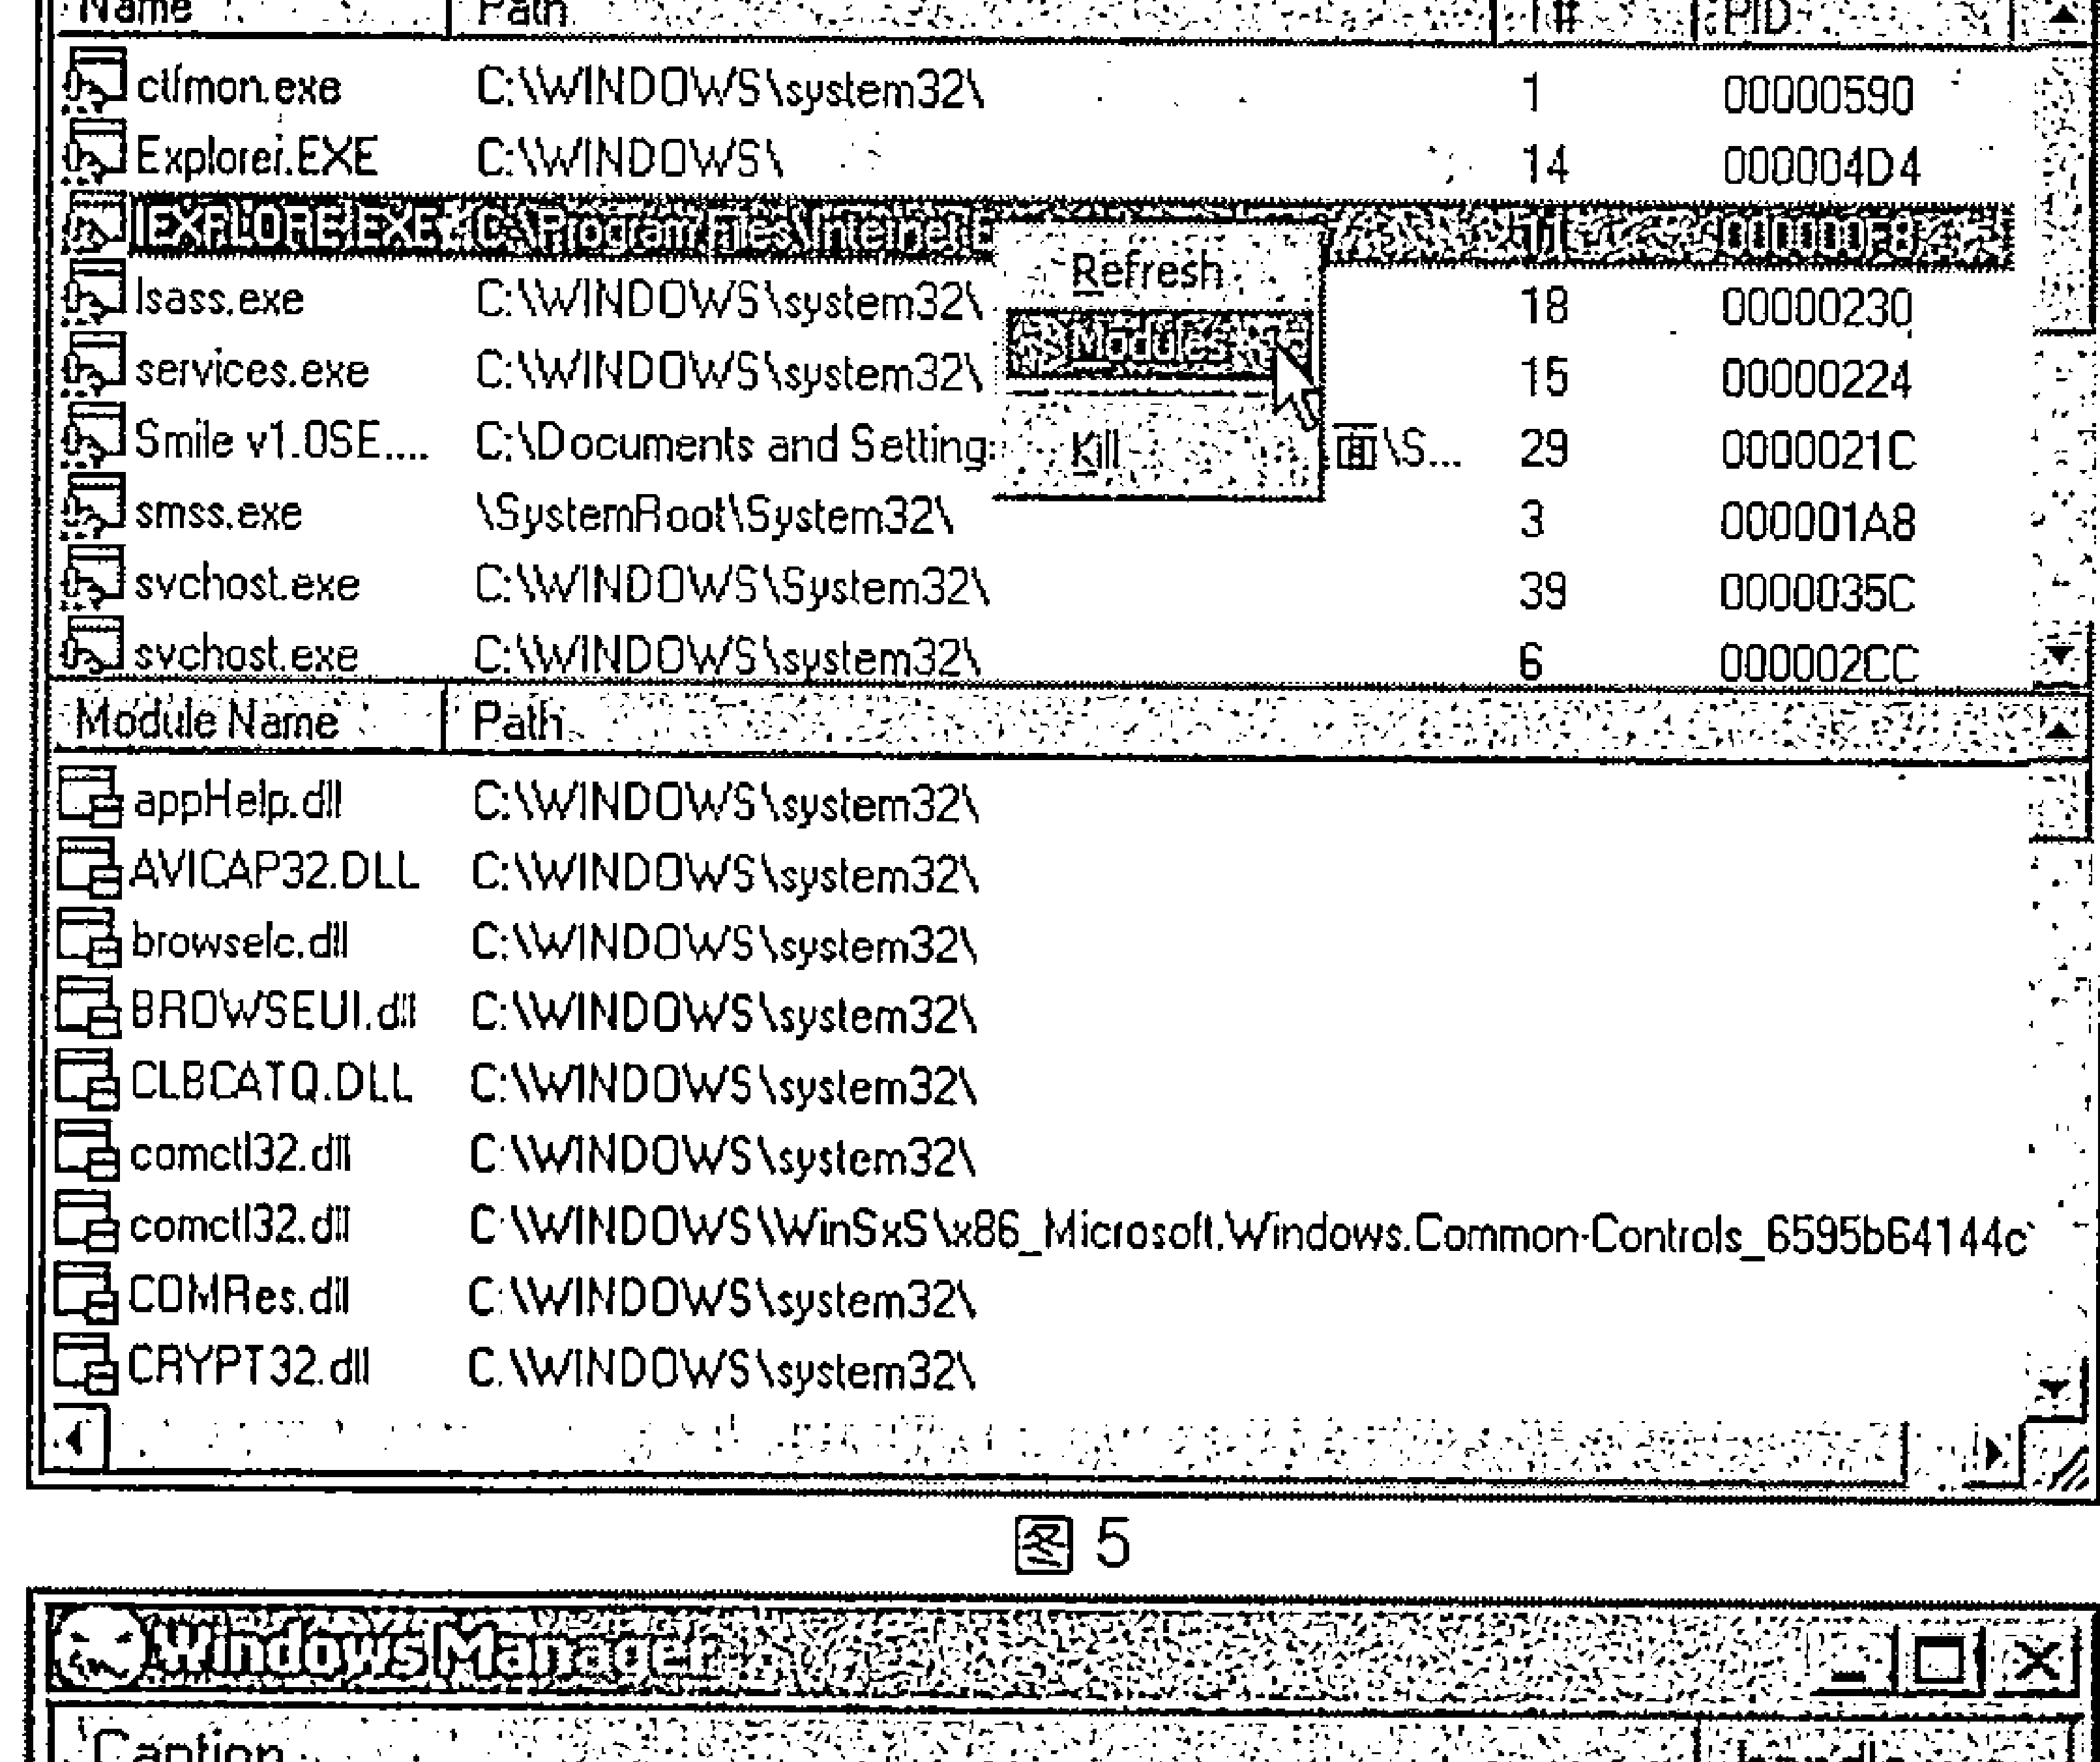 Name Path T# PID
ctfmon.exe C:\WINDOWS\system32\ 1 00000590
Explorer.EXE C:\WINDOWS\ 14 000004D4
IEXPLORE.EXE C:\Program Files\Internet E 11 000000F8
Refresh
lsass.exe C:\WINDOWS\system32\ 18 00000230
Modules
services.exe C:\WINDOWS\system32\ 15 00000224
Smile v1.0SE.... C:\Documents and Setting 面\S... 29 0000021C
Kill
smss.exe \SystemRoot\System32\ 3 000001A8
svchost.exe C:\WINDOWS\System32\ 39 0000035C
svchost.exe C:\WINDOWS\system32\ 6 000002CC
Module Name Path
appHelp.dll C:\WINDOWS\system32\
AVICAP32.DLL C:\WINDOWS\system32\
browselc.dll C:\WINDOWS\system32\
BROWSEUI.dll C:\WINDOWS\system32\
CLBCATQ.DLL C:\WINDOWS\system32\
comctl32.dll C:\WINDOWS\system32\
comctl32.dll C:\WINDOWS\WinSxS\x86_Microsoft.Windows.Common-Controls_6595b64144c
COMRes.dll C:\WINDOWS\system32\
CRYPT32.dll C:\WINDOWS\system32\
图 5
Windows Manager
Caption Handle